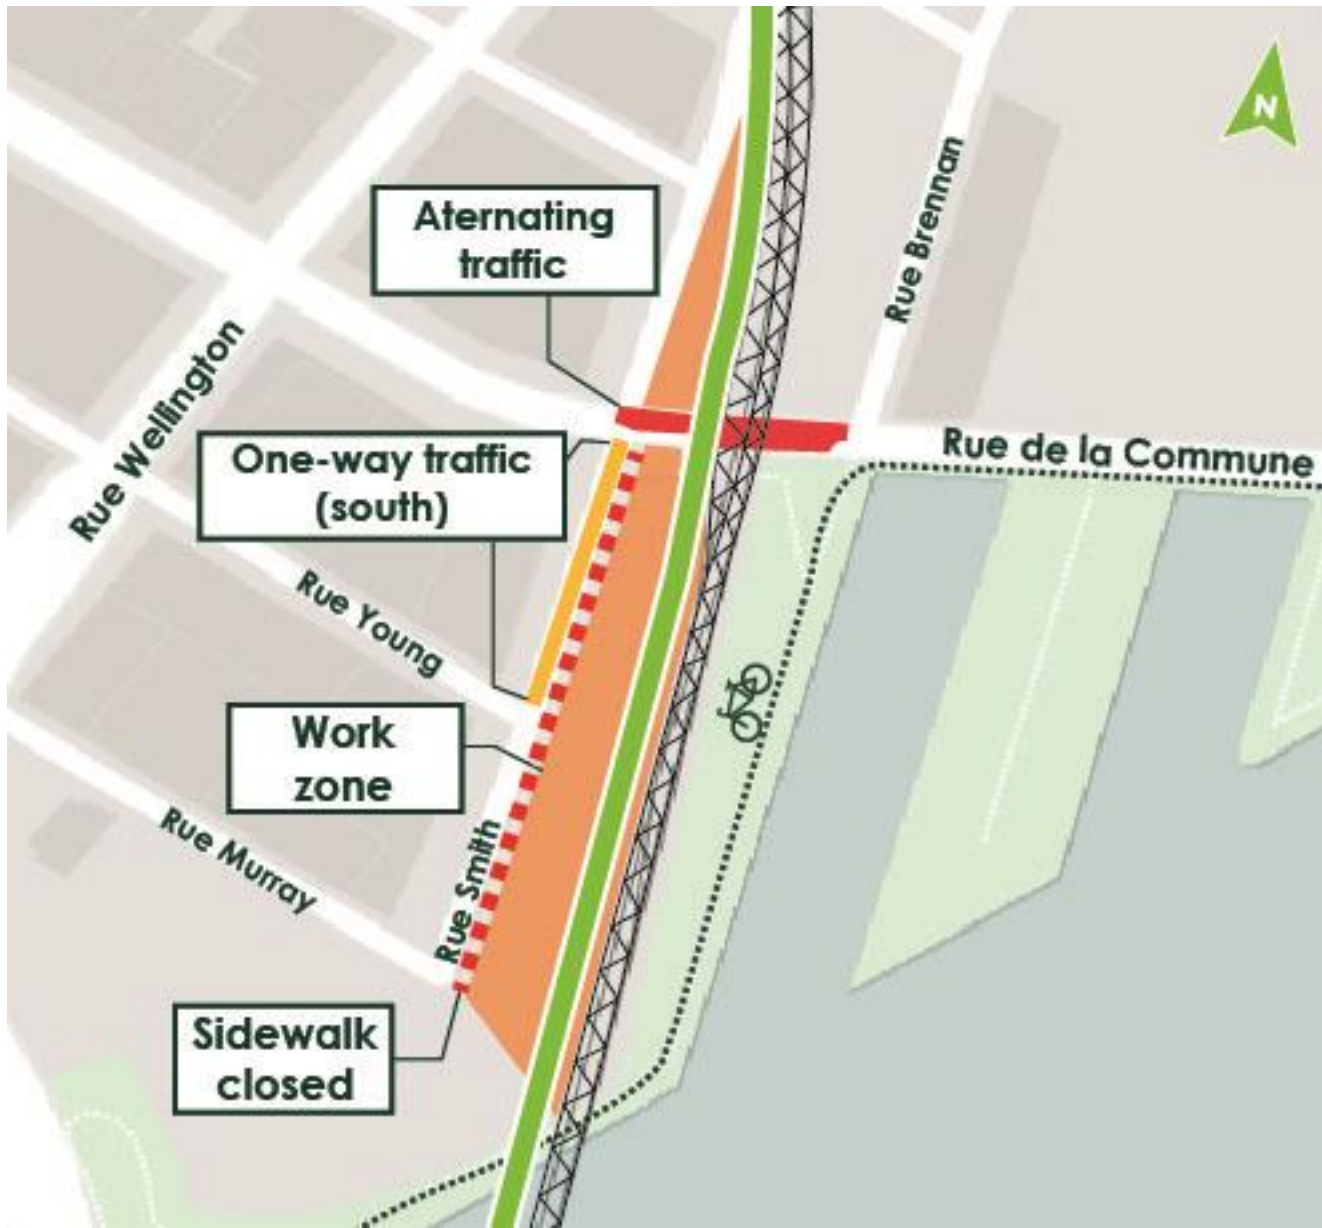 N
Rue Brennan
Aternating
traffic
Rue de la Commune
Rue Wellington
One-way traffic
(south)
Rue Young
Work
zone
Rue Murray
Rue Smith
Sidewalk
closed